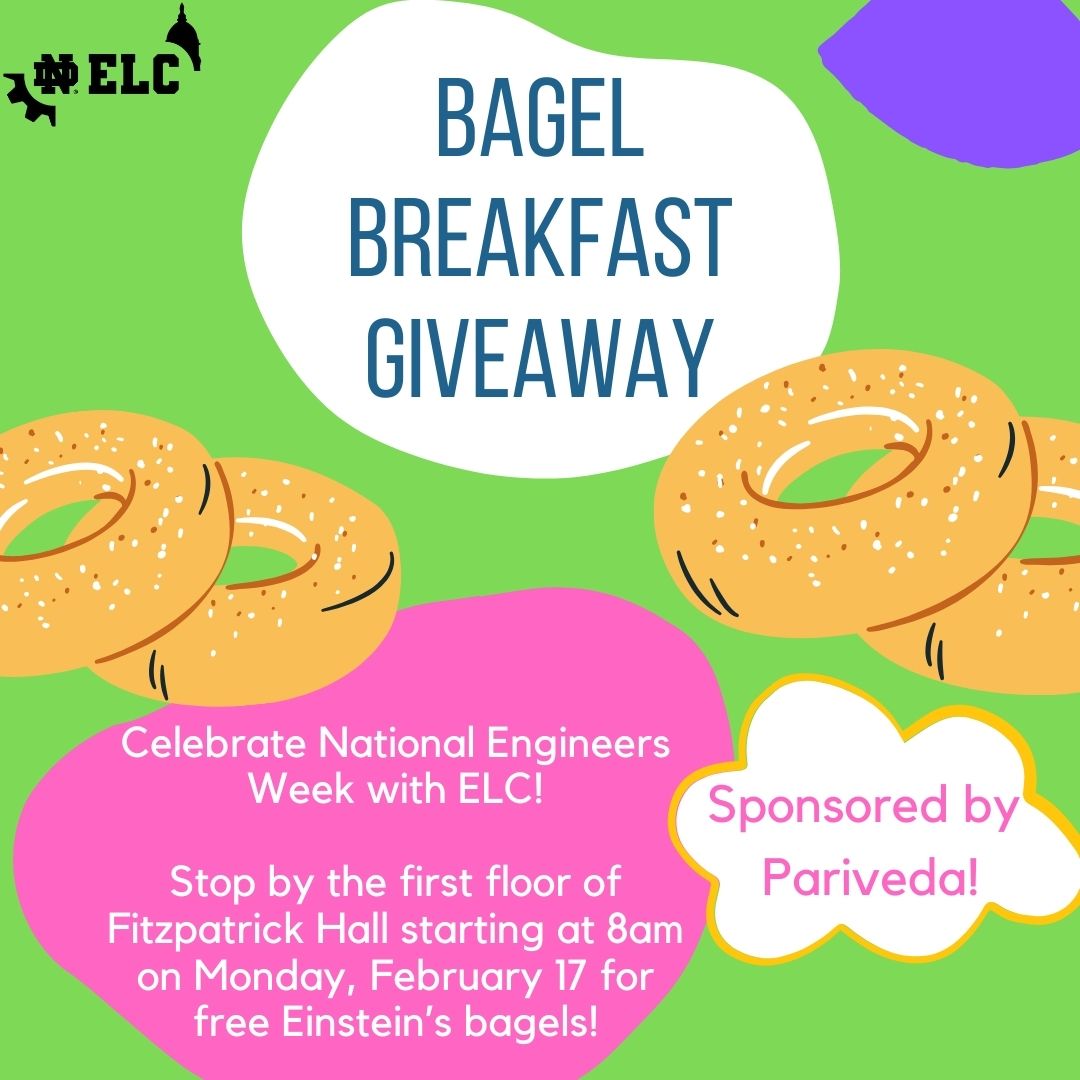 ND ELC
BAGEL
BREAKFAST
GIVEAWAY
Celebrate National Engineers
Week with ELC!
Stop by the first floor of
Fitzpatrick Hall starting at 8am
on Monday, February 17 for
free Einstein’s bagels!
Sponsored by
Pariveda!